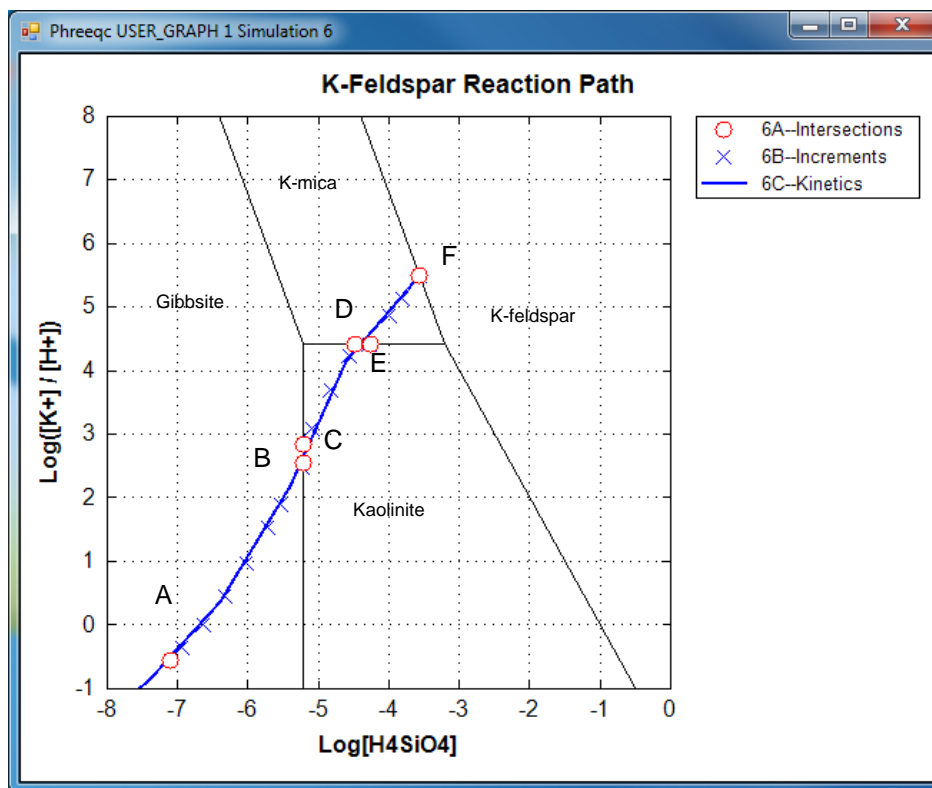 Phreeqc USER_GRAPH 1 Simulation 6
K-Feldspar Reaction Path
8
7
6
5
4
3
2
1
0
-1
Log([K+] / [H+])
K-mica
Gibbsite
K-feldspar
Kaolinite
A
B
C
D
E
F
-8
-7
-6
-5
-4
-3
-2
-1
0
Log[H4SiO4]
6A--Intersections
6B--Increments
6C--Kinetics